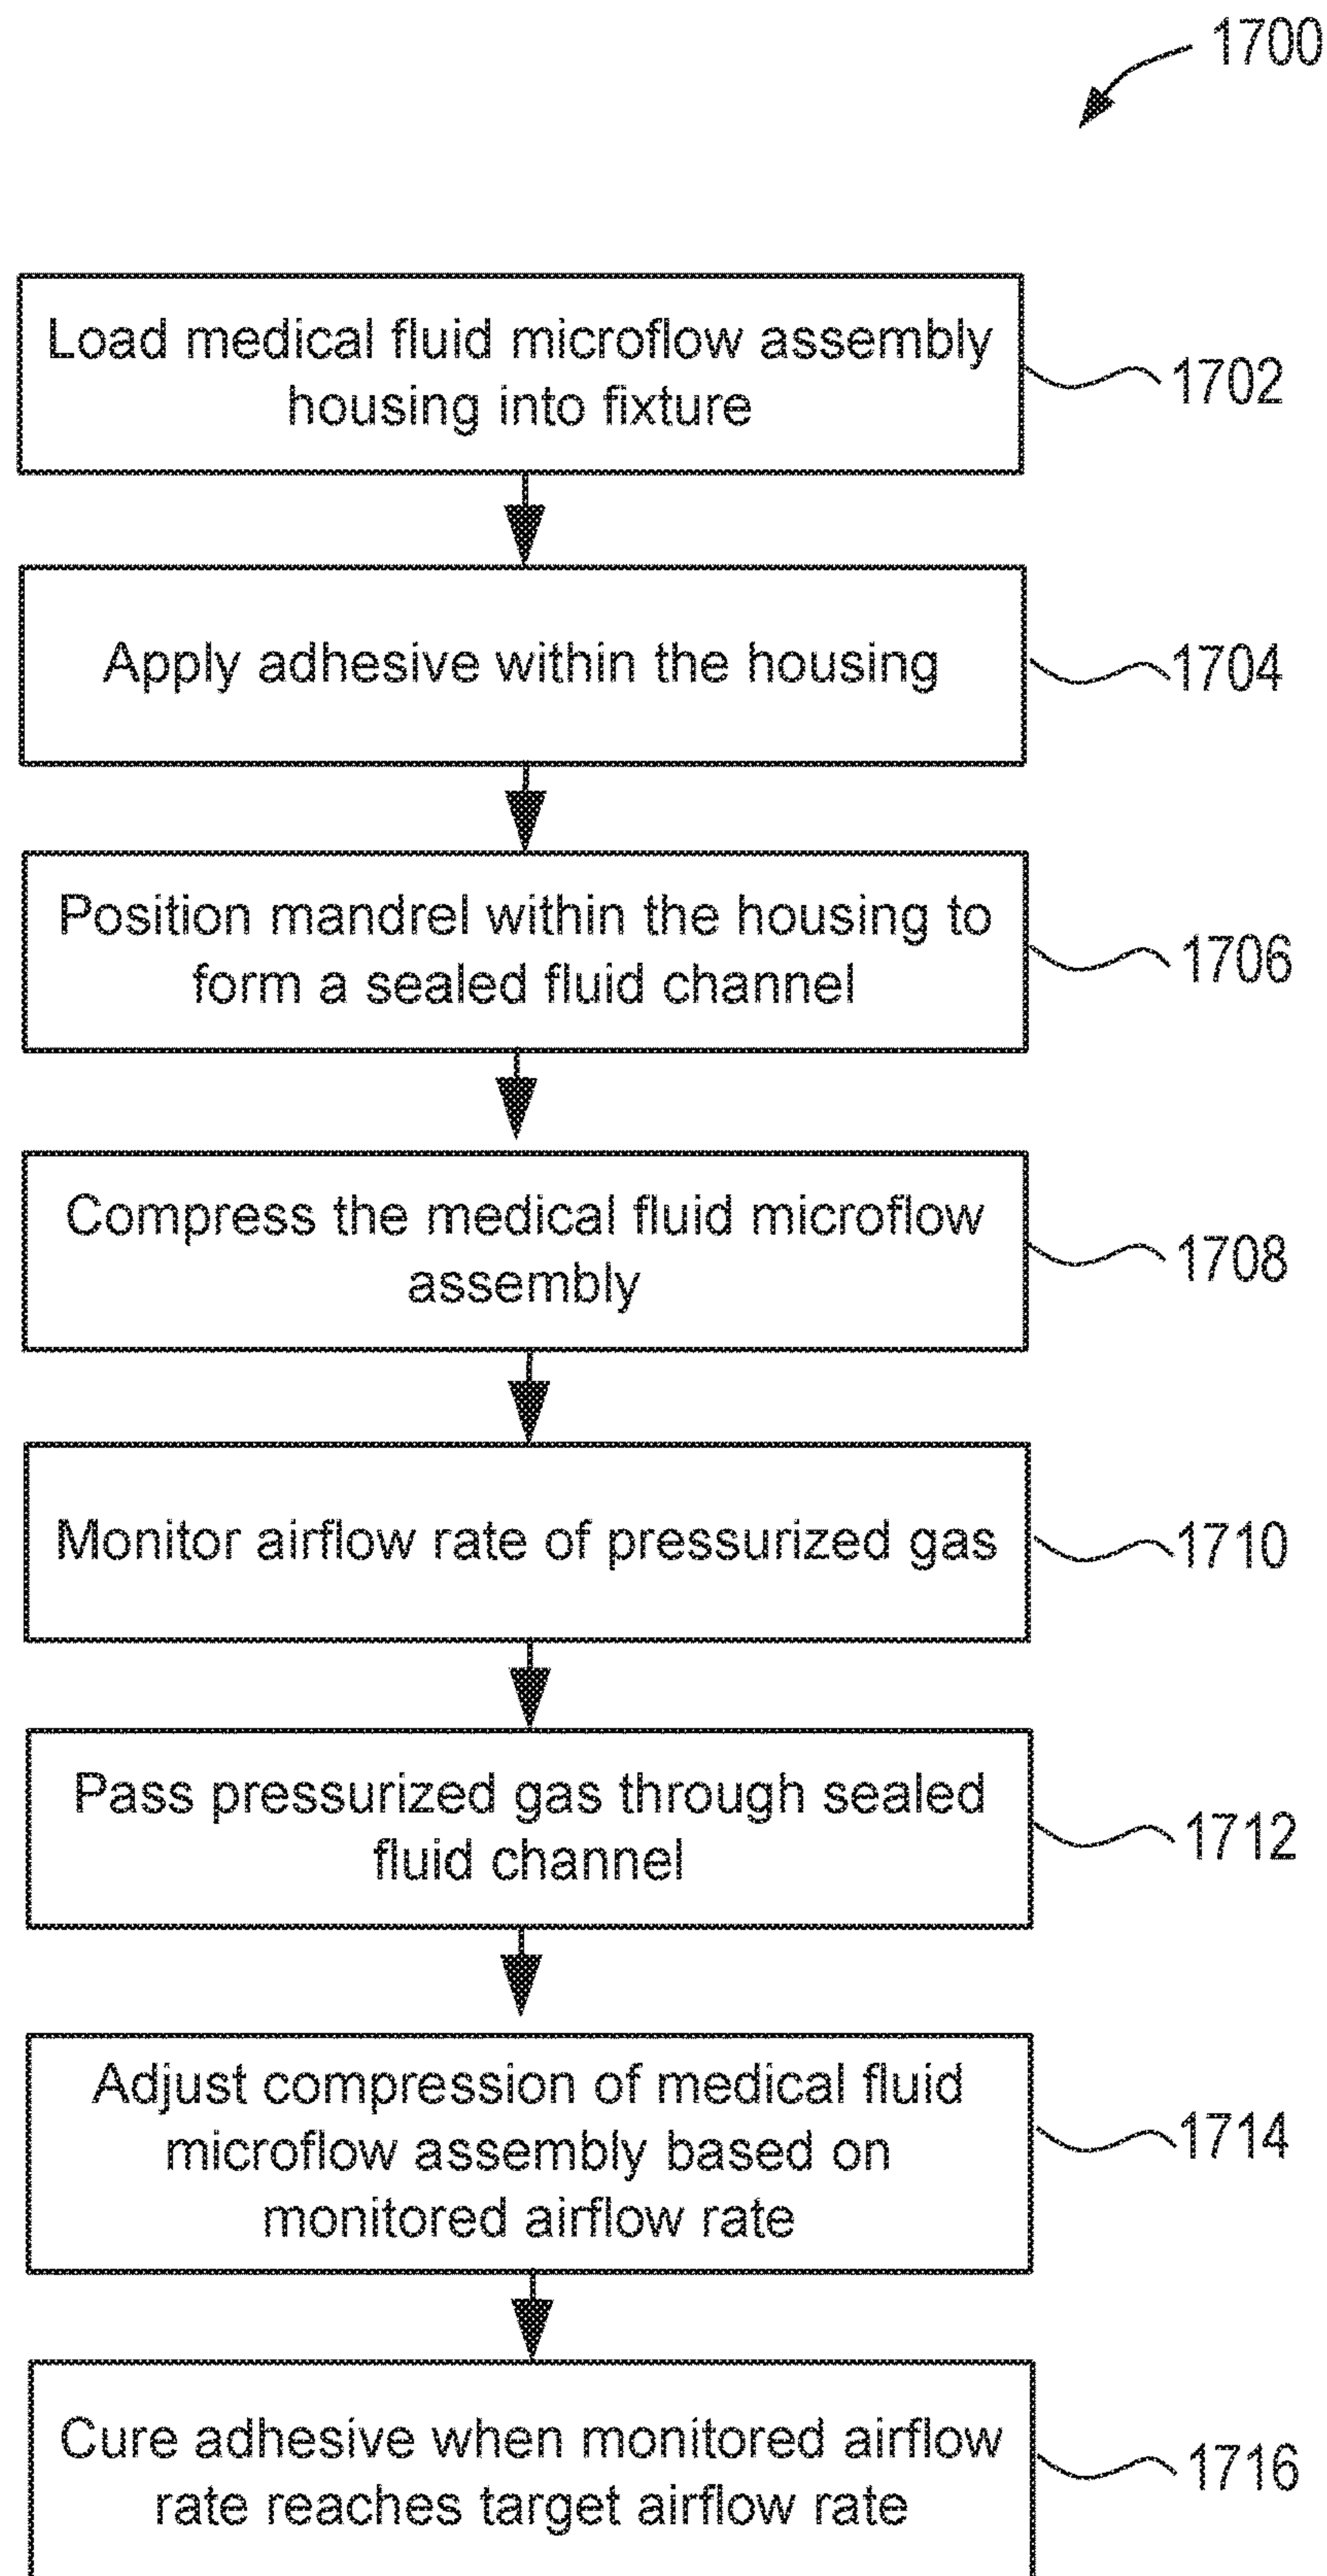 1700
Load medical fluid microflow assembly
housing into fixture
1702
Apply adhesive within the housing
1704
Position mandrel within the housing to
form a sealed fluid channel
1706
Compress the medical fluid microflow
assembly
1708
Monitor airflow rate of pressurized gas
1710
Pass pressurized gas through sealed
fluid channel
1712
Adjust compression of medical fluid
microflow assembly based on
monitored airflow rate
1714
Cure adhesive when monitored airflow
rate reaches target airflow rate
1716